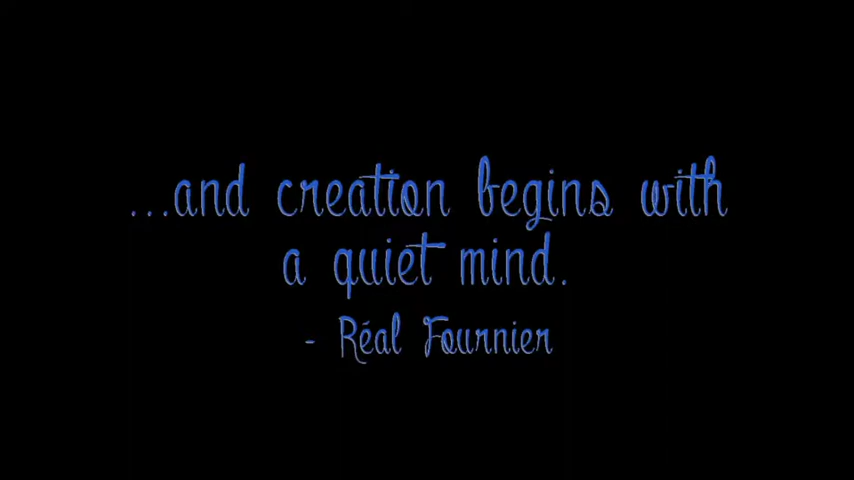 ...and creation begins with
a quiet mind.
- Réal Fournier